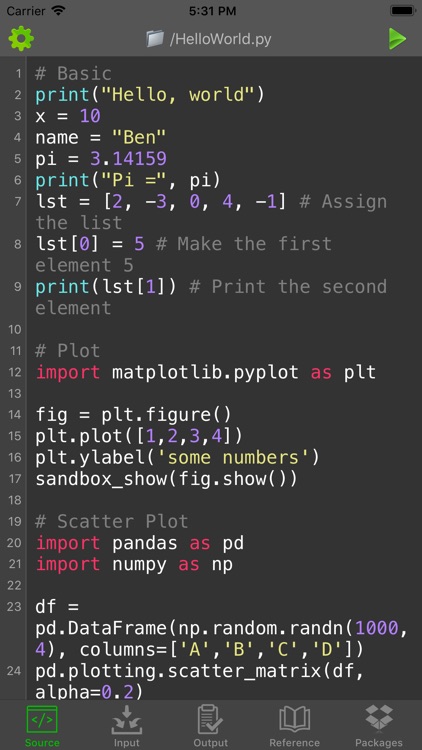 Carrier 5:31 PM
/HelloWorld.py
1 # Basic
2 print("Hello, world")
3 x = 10
4 name = "Ben"
5 pi = 3.14159
6 print("Pi =", pi)
7 lst = [2, -3, 0, 4, -1] # Assign
the list
8 lst[0] = 5 # Make the first
element 5
9 print(lst[1]) # Print the second
element
10
11 # Plot
12 import matplotlib.pyplot as plt
13
14 fig = plt.figure()
15 plt.plot([1,2,3,4])
16 plt.ylabel('some numbers')
17 sandbox_show(fig.show())
18
19 # Scatter Plot
20 import pandas as pd
21 import numpy as np
22
23 df =
pd.DataFrame(np.random.randn(1000,
4), columns=['A','B','C','D'])
24 pd.plotting.scatter_matrix(df,
alpha=0.2)
</> Source Input Output Reference Packages